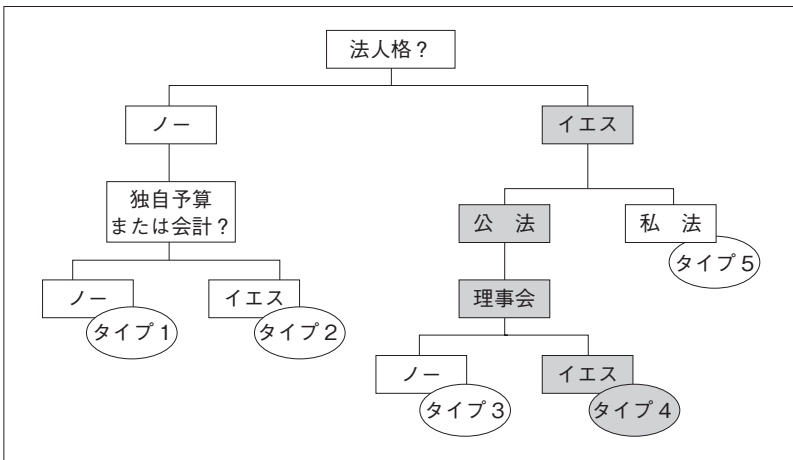 法人格？
ノー
イエス
独自予算
または会計？
公　法
私　法
タイプ5
ノー
イエス
理事会
タイプ1
タイプ2
ノー
イエス
タイプ3
タイプ4